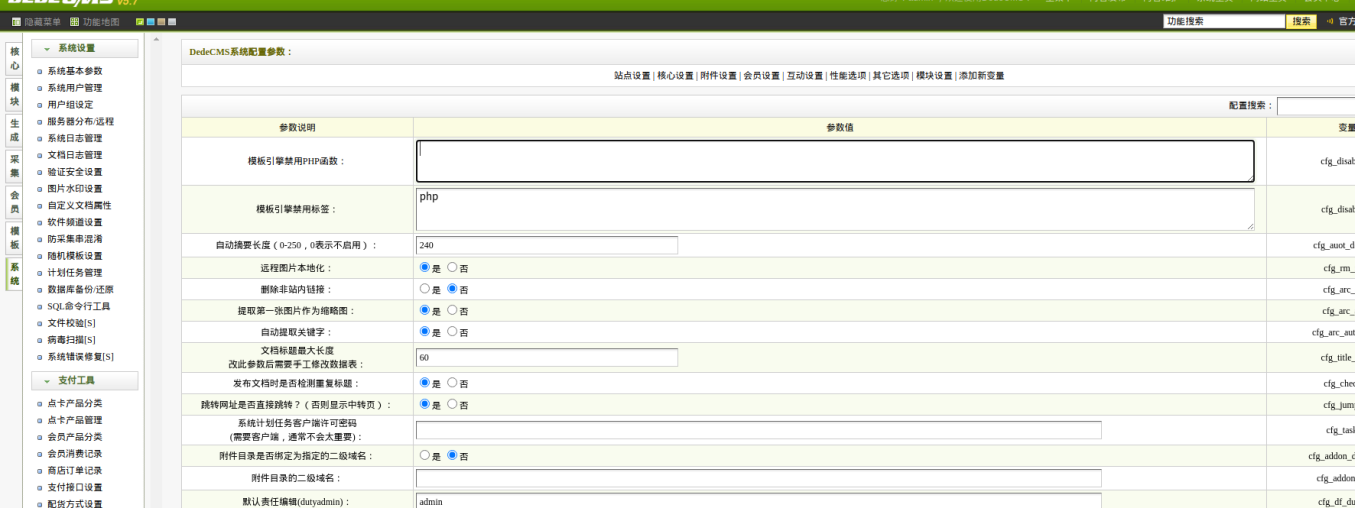 DEDECMS V5.7
隐藏菜单 功能地图
功能搜索 搜索 官方
核心
模块
生成
采集
会员
模板
系统
系统设置
系统基本参数
系统用户管理
用户组设定
服务器分布/远程
系统日志管理
文档日志管理
验证安全设置
图片水印设置
自定义文档属性
软件频道设置
防采集串混淆
随机模板设置
计划任务管理
数据库备份/还原
SQL命令行工具
文件校验[S]
病毒扫描[S]
系统错误修复[S]
支付工具
点卡产品分类
点卡产品管理
会员产品分类
会员消费记录
商店订单记录
支付接口设置
配货方式设置
DedeCMS系统配置参数：
站点设置 | 核心设置 | 附件设置 | 会员设置 | 互动设置 | 性能选项 | 其它选项 | 模块设置 | 添加新变量
配置搜索：
参数说明 参数值 变量
模板引擎禁用PHP函数： cfg_disab
模板引擎禁用标签： php cfg_disab
自动摘要长度（0-250，0表示不启用）： 240 cfg_auot_d
远程图片本地化： 是 否 cfg_rm_
删除非站内链接： 是 否 cfg_arc_
提取第一张图片作为缩略图： 是 否 cfg_arc_
自动提取关键字： 是 否 cfg_arc_aut
文档标题最大长度
改此参数后需要手工修改数据表： 60 cfg_title_
发布文档时是否检测重复标题： 是 否 cfg_chec
跳转网址是否直接跳转？（否则显示中转页）： 是 否 cfg_jum
系统计划任务客户端许可密码
(需要客户端，通常不会太重要)： cfg_task
附件目录是否绑定为指定的二级域名： 是 否 cfg_addon_d
附件目录的二级域名： cfg_addon
默认责任编辑(dutyadmin)： admin cfg_df_du